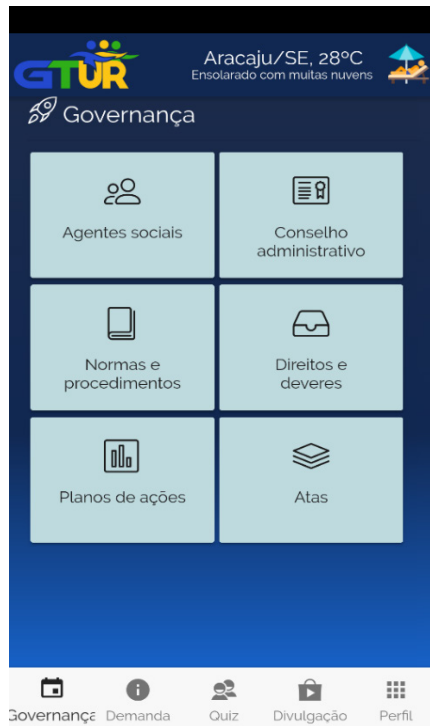 GTUR
Aracaju/SE, 28ºC
Ensolarado com muitas nuvens
Governança
Agentes sociais
Conselho
administrativo
Normas e
procedimentos
Direitos e
deveres
Planos de ações
Atas
Governança
Demanda
Quiz
Divulgação
Perfil